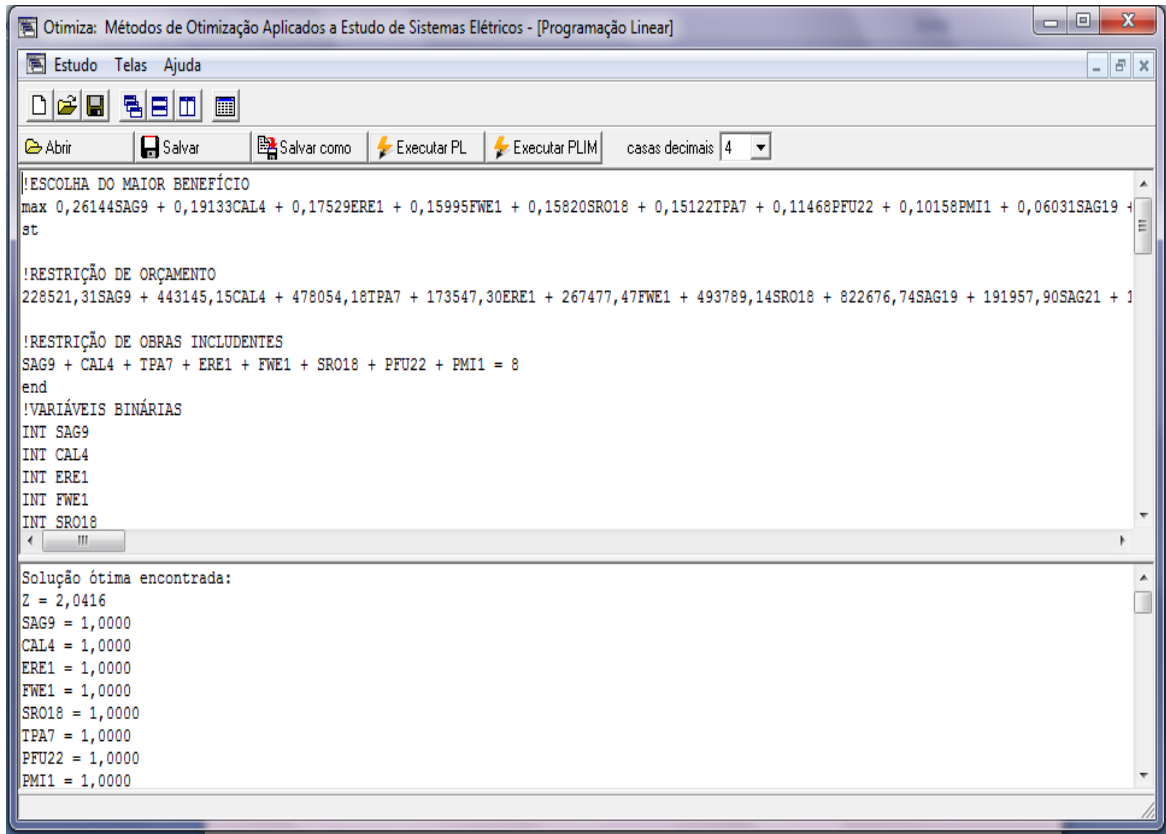 Otimiza: Métodos de Otimização Aplicados a Estudo de Sistemas Elétricos - [Programação Linear]
Estudo Telas Ajuda
Abrir Salvar Salvar como Executar PL Executar PLIM casas decimais 4
!ESCOLHA DO MAIOR BENEFÍCIO
max 0,26144SAG9 + 0,19133CAL4 + 0,17529ERE1 + 0,15995FWE1 + 0,15820SRO18 + 0,15122TPA7 + 0,11468PFU22 + 0,10158PMI1 + 0,06031SAG19 +
st
!RESTRIÇÃO DE ORÇAMENTO
228521,31SAG9 + 443145,15CAL4 + 478054,18TPA7 + 173547,30ERE1 + 267477,47FWE1 + 493789,14SRO18 + 822676,74SAG19 + 191957,90SAG21 + 1
!RESTRIÇÃO DE OBRAS INCLUDENTES
SAG9 + CAL4 + TPA7 + ERE1 + FWE1 + SRO18 + PFU22 + PMI1 = 8
end
!VARIÁVEIS BINÁRIAS
INT SAG9
INT CAL4
INT ERE1
INT FWE1
INT SRO18
Solução ótima encontrada:
Z = 2,0416
SAG9 = 1,0000
CAL4 = 1,0000
ERE1 = 1,0000
FWE1 = 1,0000
SRO18 = 1,0000
TPA7 = 1,0000
PFU22 = 1,0000
PMI1 = 1,0000